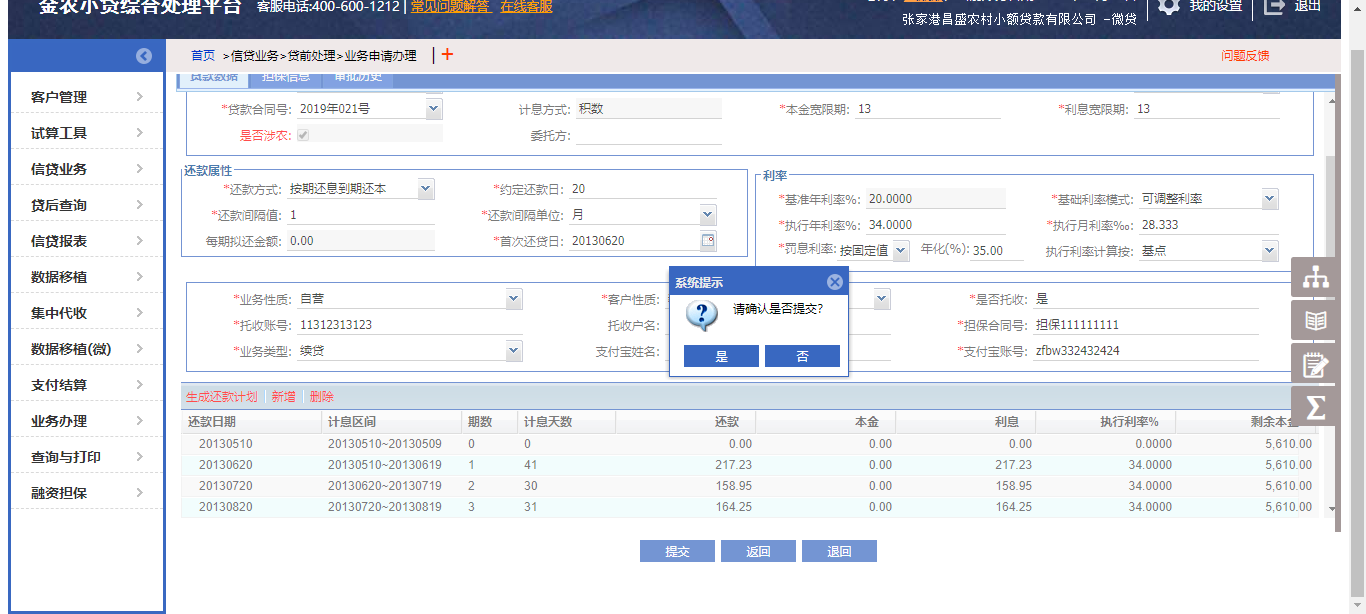 金农小贷综合处理平台 客服电话:400-600-1212 | 常见问题解答 在线客服
张家港昌盛农村小额贷款有限公司 -微贷 我的设置 退出
首页 >信贷业务>贷前处理>业务申请办理 | + 问题反馈
客户管理
试算工具
信贷业务
贷后查询
信贷报表
数据移植
集中代收
数据移植(微)
支付结算
业务办理
查询与打印
融资担保
贷款数据 担保信息 审批历史
*贷款合同号: 2019年021号 计息方式: 积数 *本金宽限期: 13 *利息宽限期: 13
是否涉农: 委托方:
还款属性
*还款方式: 按期还息到期还本 *约定还款日: 20
*还款间隔值: 1 *还款间隔单位: 月
每期拟还金额: 0.00 *首次还贷日: 20130620
利率
*基准年利率%: 20.0000 *基础利率模式: 可调整利率
*执行年利率%: 34.0000 *执行月利率‰: 28.333
*罚息利率: 按固定值 年化(%): 35.00 执行利率计算按: 基点
*业务性质: 自营 *客户性质: *是否托收: 是
*托收账号: 11312313123 托收户名: *担保合同号: 担保111111111
*业务类型: 续贷 支付宝姓名: *支付宝账号: zfbw332432424
系统提示
请确认是否提交?
是 否
生成还款计划 新增 删除
还款日期 计息区间 期数 计息天数 还款 本金 利息 执行利率% 剩余本金
20130510 20130510~20130509 0 0 0.00 0.00 0.00 0.0000 5,610.00
20130620 20130510~20130619 1 41 217.23 0.00 217.23 34.0000 5,610.00
20130720 20130620~20130719 2 30 158.95 0.00 158.95 34.0000 5,610.00
20130820 20130720~20130819 3 31 164.25 0.00 164.25 34.0000 5,610.00
提交 返回 退回